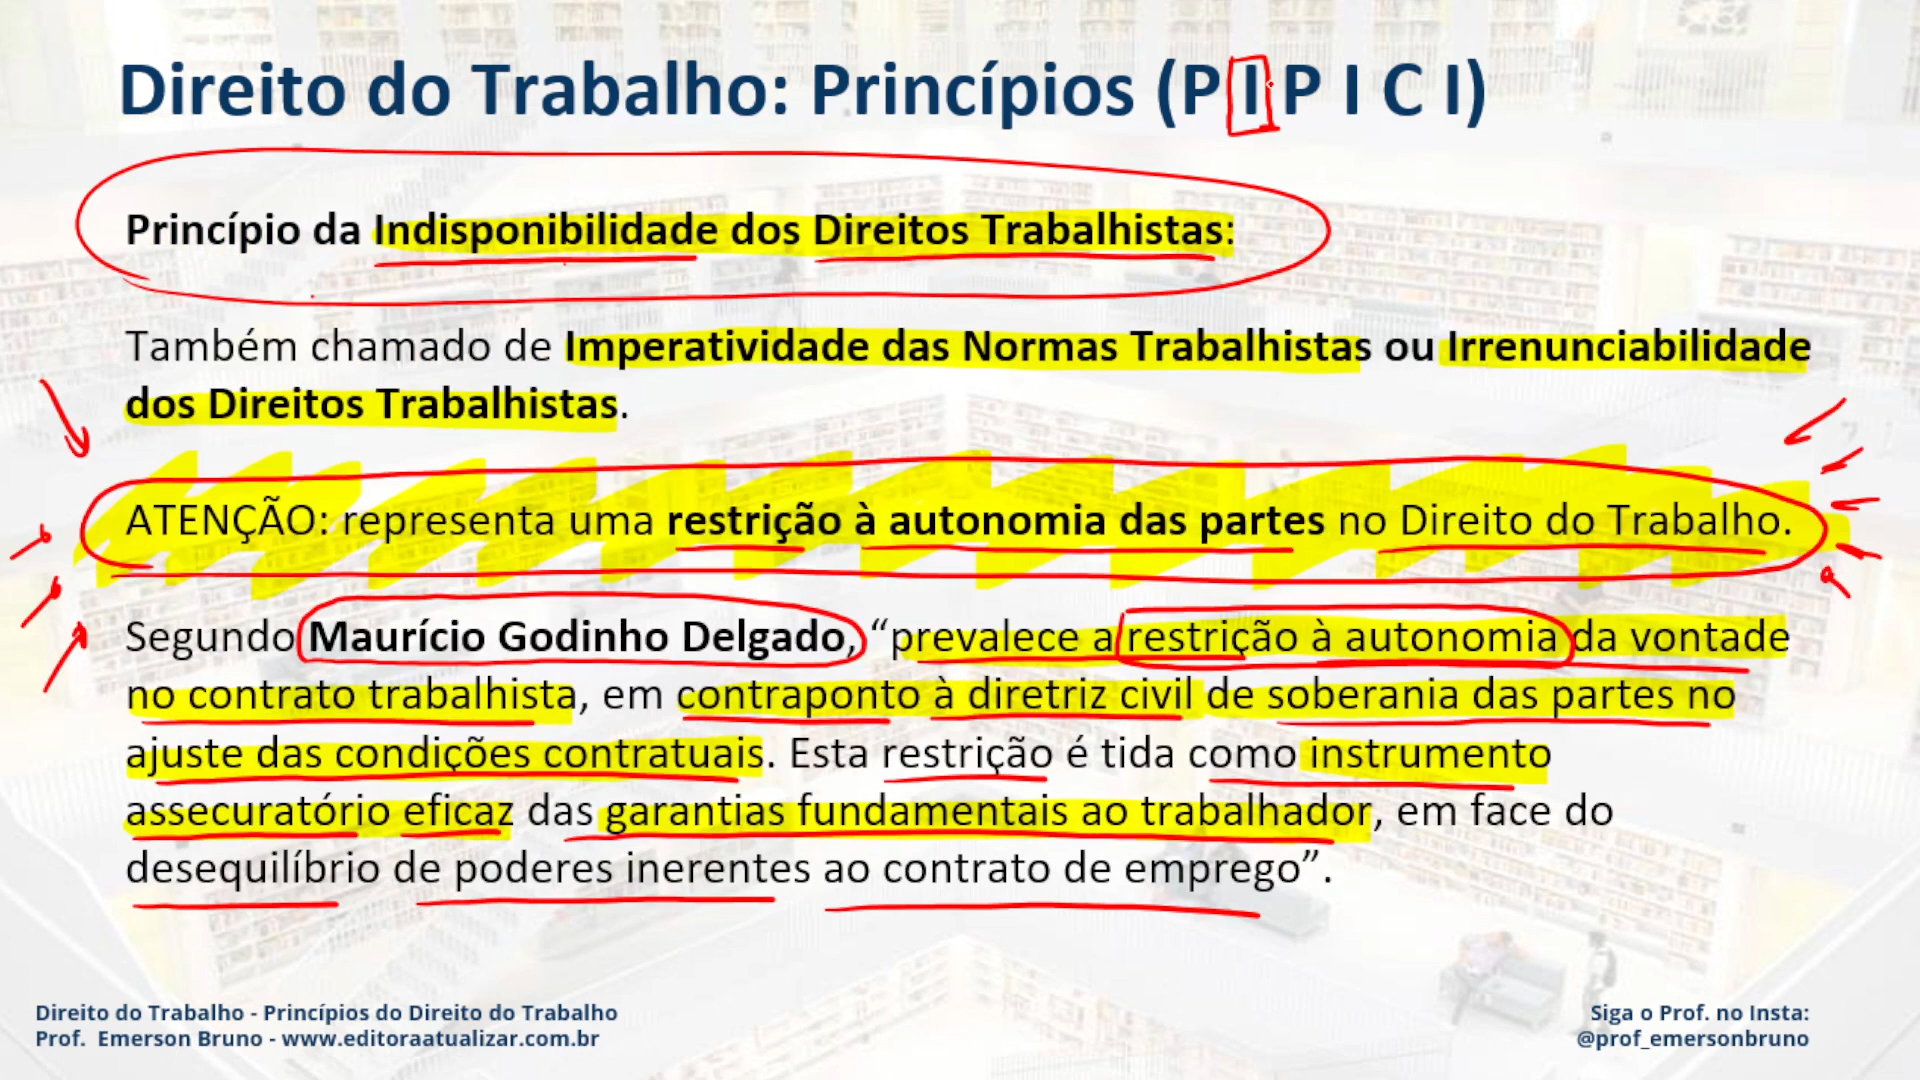 Direito do Trabalho: Princípios (P I P I C I)
Princípio da Indisponibilidade dos Direitos Trabalhistas:
Também chamado de Imperatividade das Normas Trabalhistas ou Irrenunciabilidade
dos Direitos Trabalhistas.
ATENÇÃO: representa uma restrição à autonomia das partes no Direito do Trabalho.
Segundo Maurício Godinho Delgado, “prevalece a restrição à autonomia da vontade
no contrato trabalhista, em contraponto à diretriz civil de soberania das partes no
ajuste das condições contratuais. Esta restrição é tida como instrumento
assecuratório eficaz das garantias fundamentais ao trabalhador, em face do
desequilíbrio de poderes inerentes ao contrato de emprego”.
Direito do Trabalho - Princípios do Direito do Trabalho
Prof. Emerson Bruno - www.editoraatualizar.com.br
Siga o Prof. no Insta:
@prof_emersonbruno